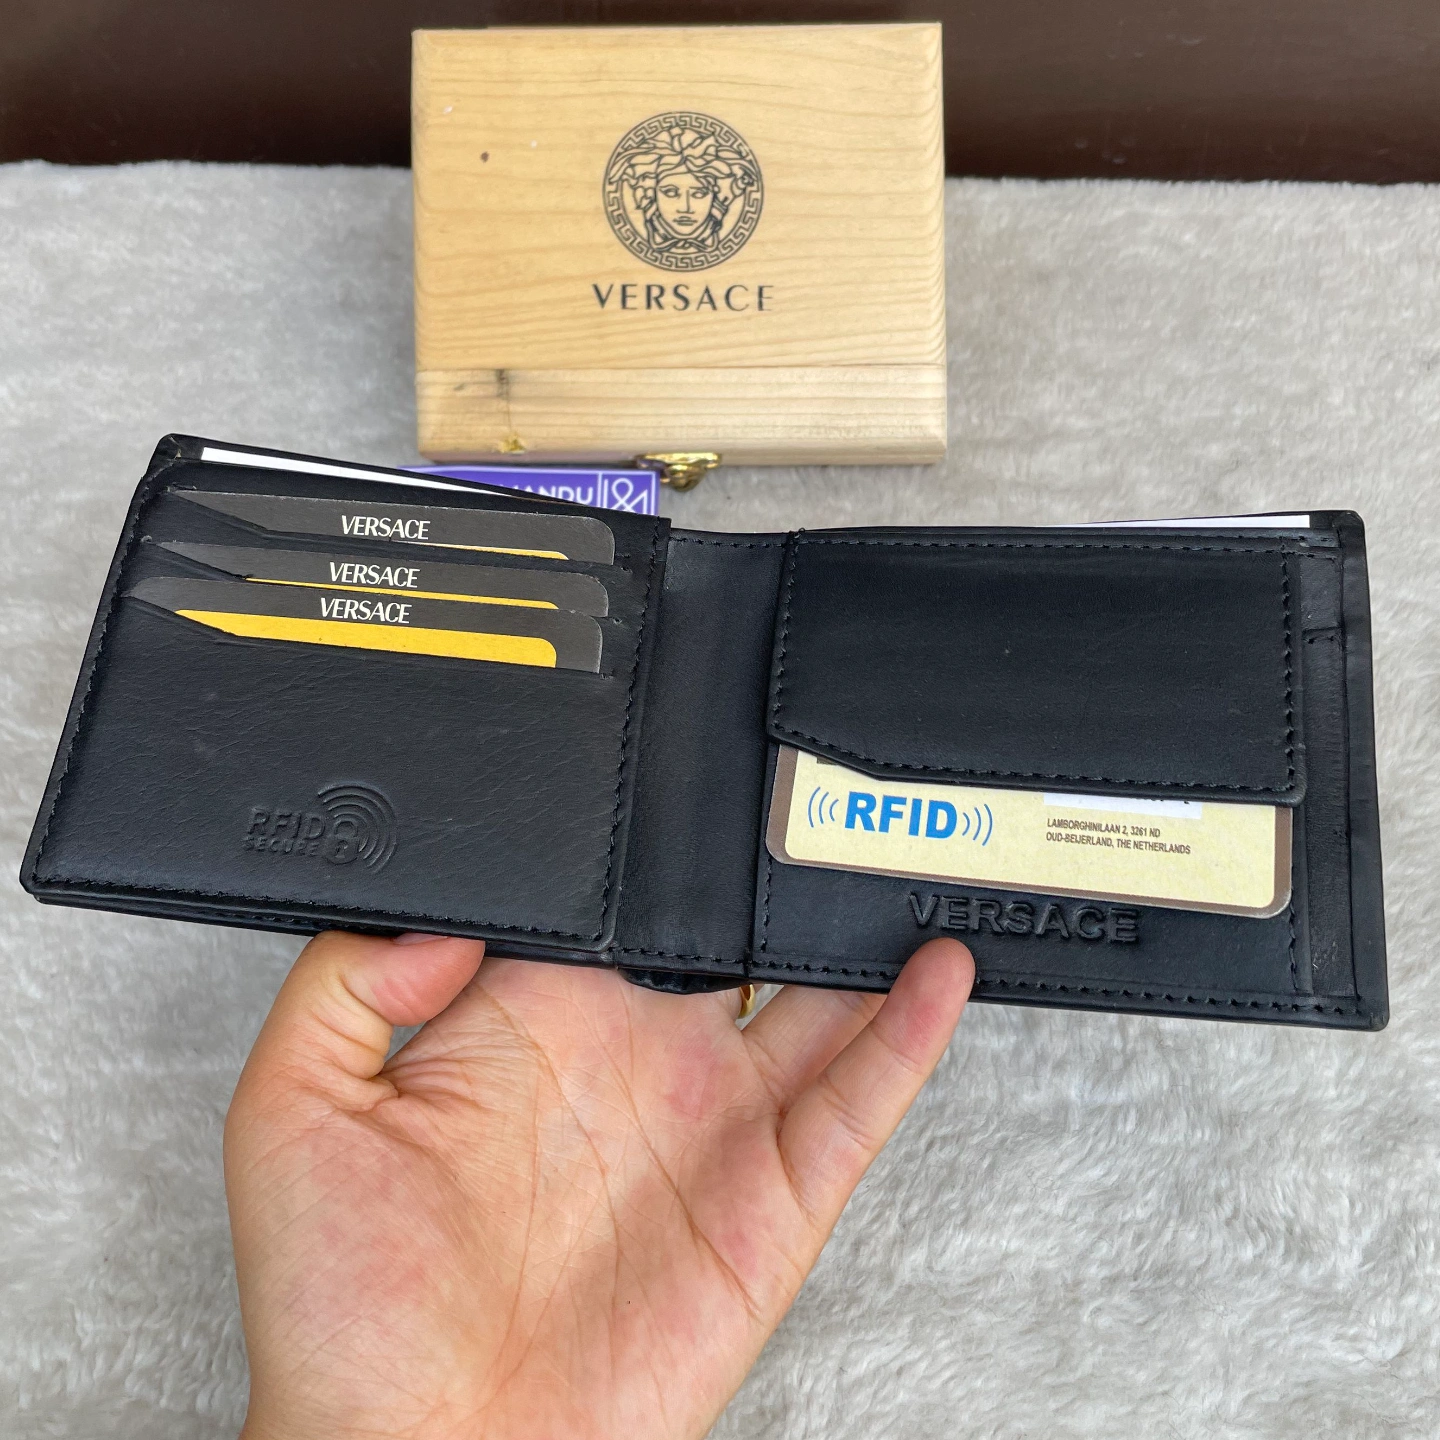 VERSACE
VERSACE
VERSACE
VERSACE
RFID
SECURE
RFID
LAMBORGHINILAAN 2, 3261 ND
OUD-BEIJERLAND, THE NETHERLANDS
VERSACE